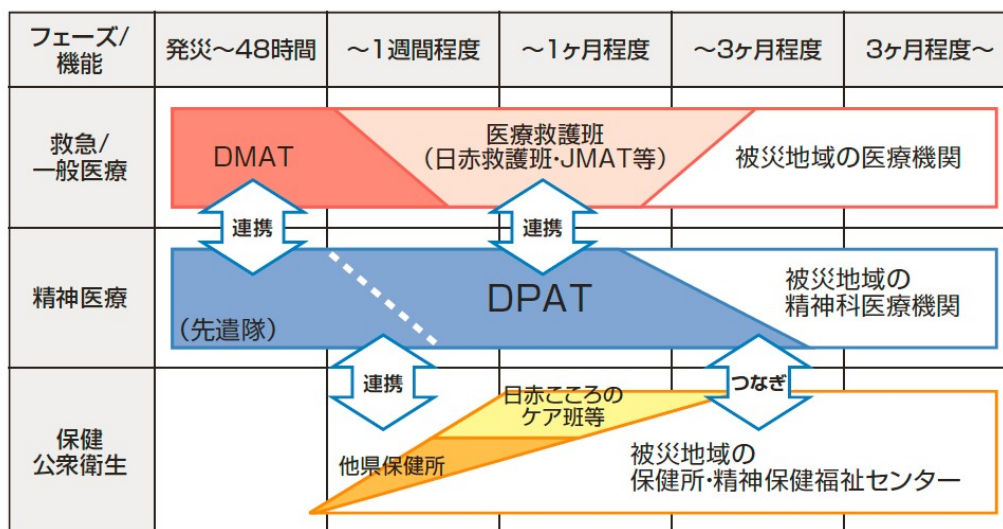 フェーズ/
機能
発災～48時間
～1週間程度
～1ヶ月程度
～3ヶ月程度
3ヶ月程度～
救急/
一般医療
DMAT
医療救護班
（日赤救護班・JMAT等）
被災地域の医療機関
連携
連携
精神医療
（先遣隊）
DPAT
被災地域の
精神科医療機関
連携
つなぎ
保健
公衆衛生
日赤こころの
ケア班等
他県保健所
被災地域の
保健所・精神保健福祉センター